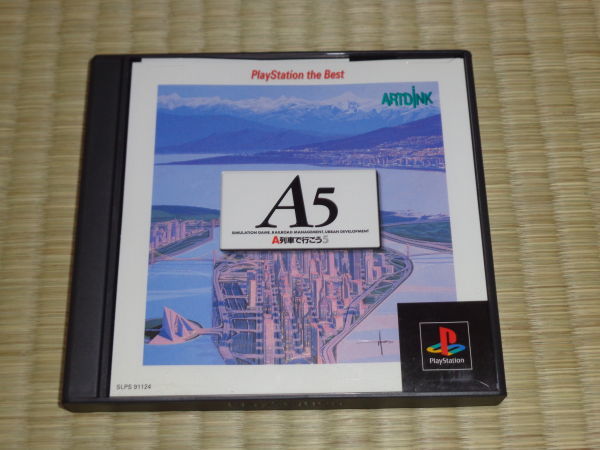 PlayStation the Best
ARTDINK
A5
SIMULATION GAME, RAILROAD MANAGEMENT, URBAN DEVELOPMENT
A列車で行こう5
PlayStation
SLPS 91124